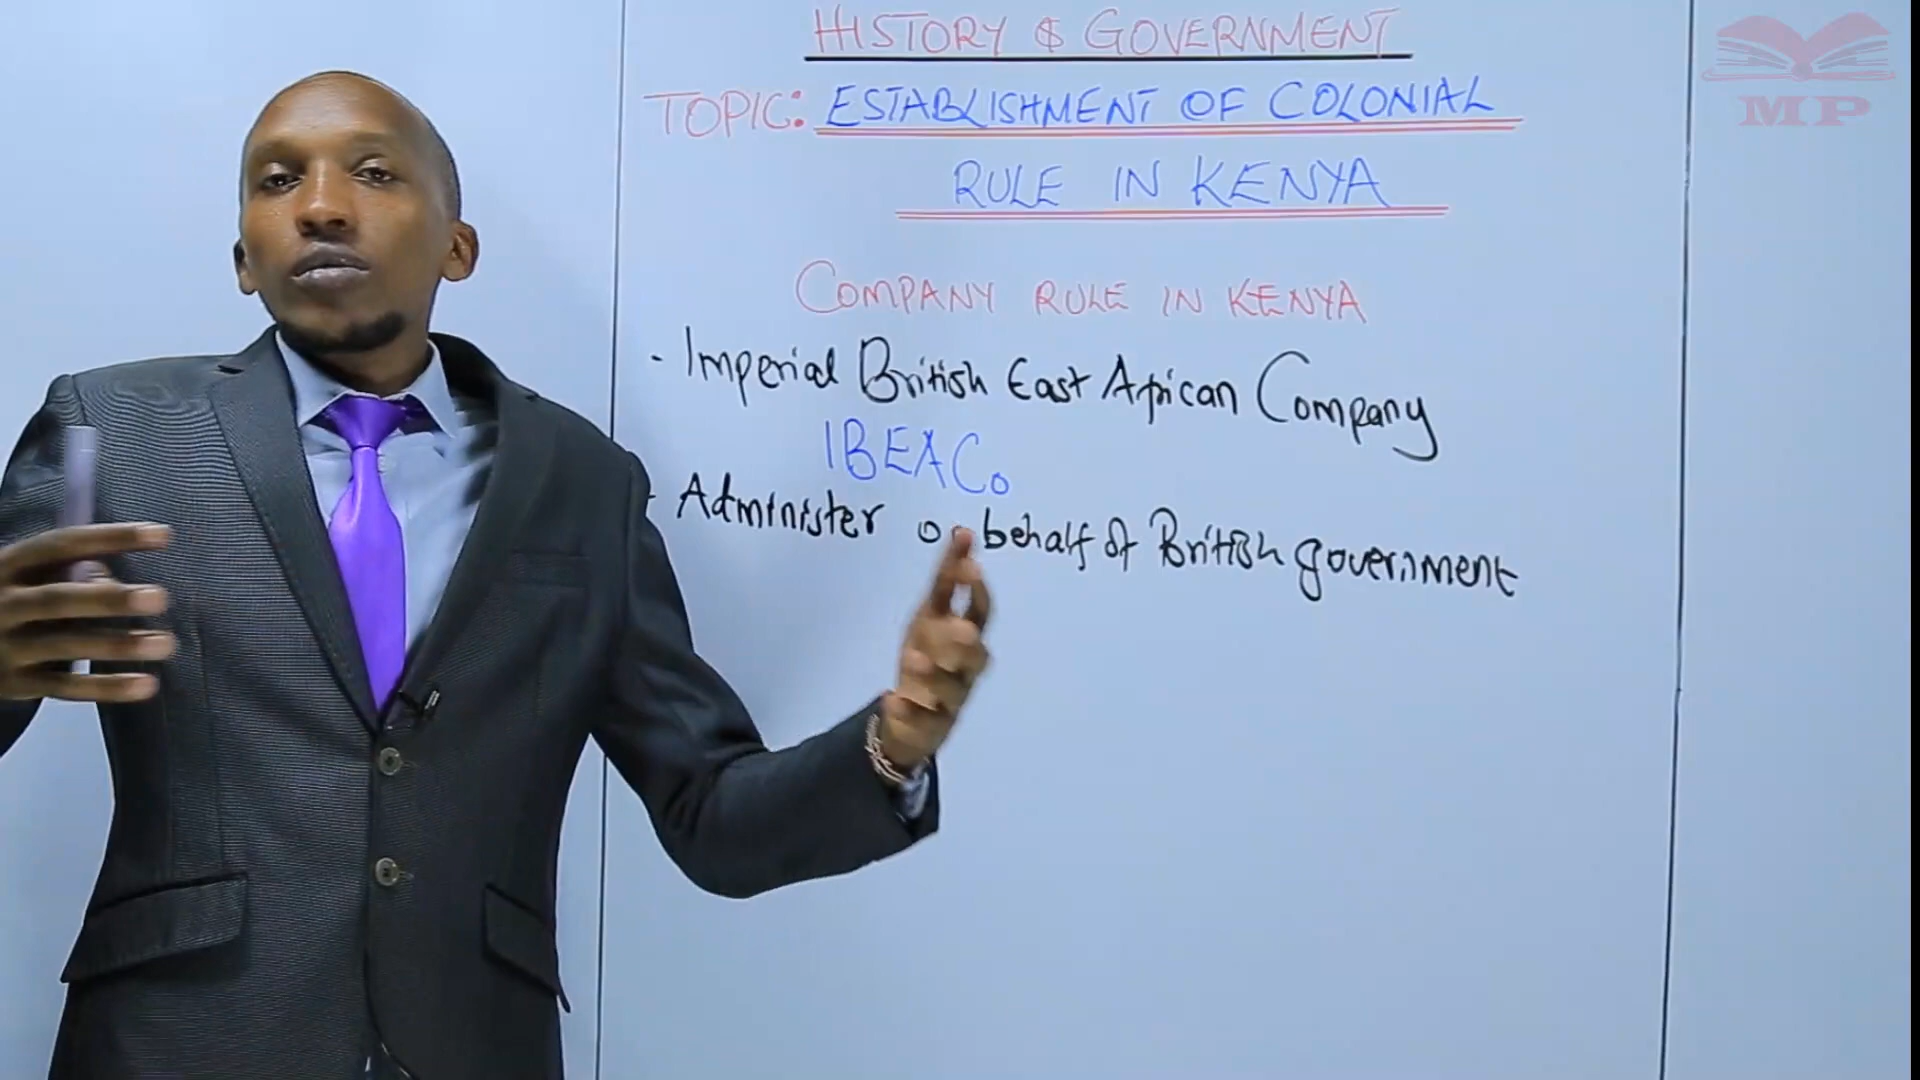 HISTORY & GOVERNMENT
TOPIC: ESTABLISHMENT OF COLONIAL
RULE IN KENYA
COMPANY RULE IN KENYA
- Imperial British East African Company
IBEACo
- Administer on behalf of British government
MP